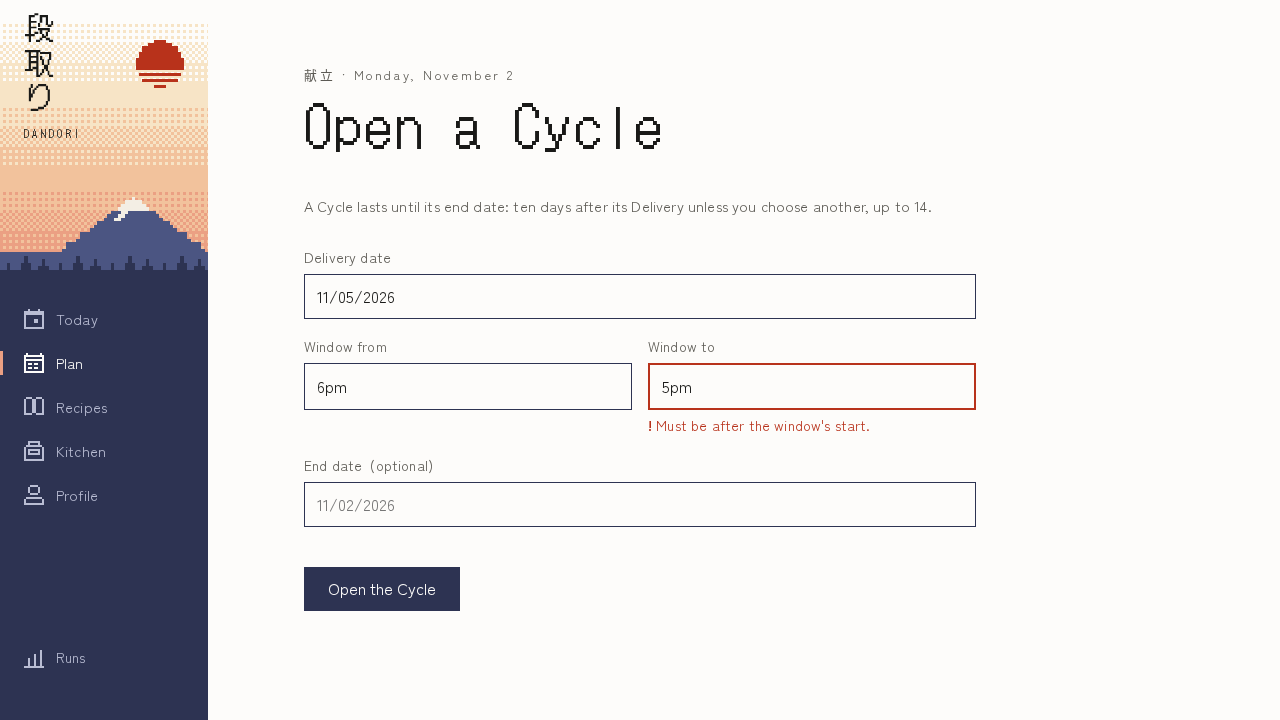 段取り
DANDORI
Today
Plan
Recipes
Kitchen
Profile
Runs
献立 · Monday, November 2
Open a Cycle
A Cycle lasts until its end date: ten days after its Delivery unless you choose another, up to 14.
Delivery date
11/05/2026
Window from
Window to
6pm
5pm
! Must be after the window's start.
End date (optional)
11/02/2026
Open the Cycle